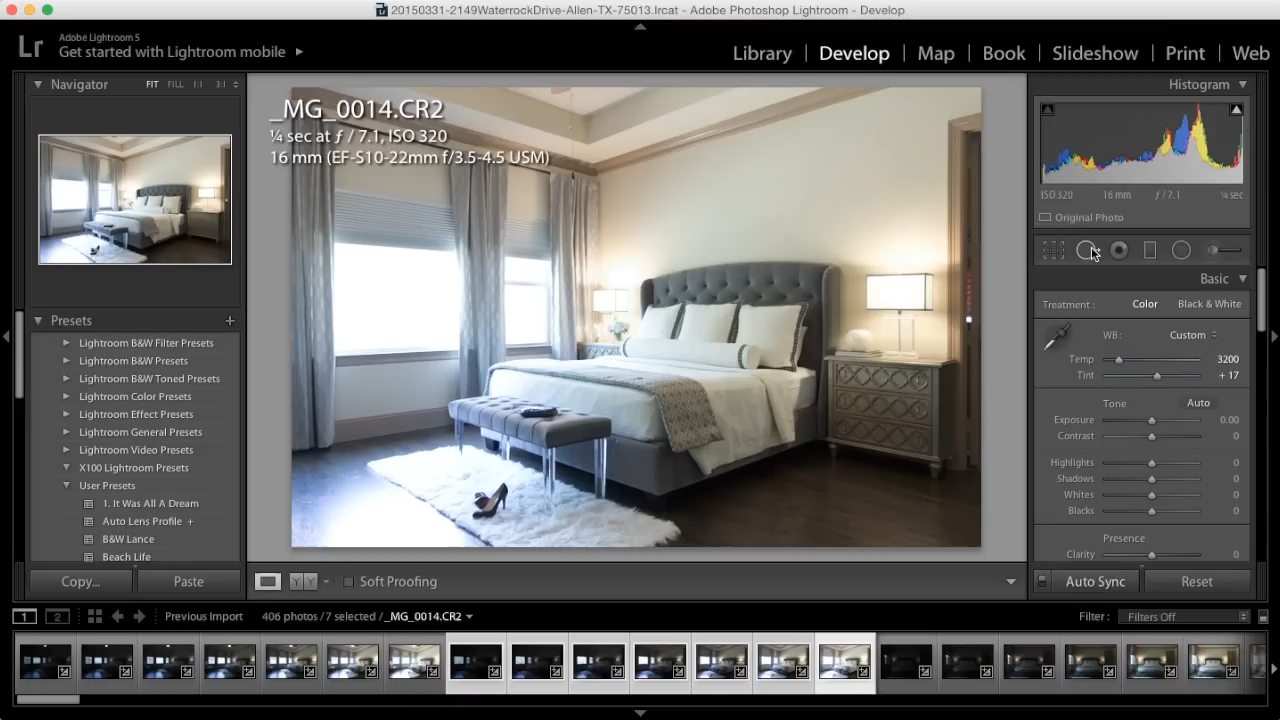 20150331-2149WaterrockDrive-Allen-TX-75013.lrcat - Adobe Photoshop Lightroom - Develop
Lr
Adobe Lightroom 5
Get started with Lightroom mobile
Library | Develop | Map | Book | Slideshow | Print | Web
Navigator FIT FILL 1:1 3:1
Histogram
_MG_0014.CR2
¼ sec at ƒ / 7.1, ISO 320
16 mm (EF-S10-22mm f/3.5-4.5 USM)
ISO 320 16 mm ƒ / 7.1 ¼ sec
Original Photo
Basic
Treatment : Color Black & White
WB: Custom
Temp 3200
Tint + 17
Tone Auto
Exposure 0.00
Contrast 0
Highlights 0
Shadows 0
Whites 0
Blacks 0
Presence
Clarity 0
Presets +
Lightroom B&W Filter Presets
Lightroom B&W Presets
Lightroom B&W Toned Presets
Lightroom Color Presets
Lightroom Effect Presets
Lightroom General Presets
Lightroom Video Presets
X100 Lightroom Presets
User Presets
1. It Was All A Dream
Auto Lens Profile +
B&W Lance
Beach Life
Copy... Paste
Y Y Soft Proofing
Auto Sync Reset
1 2 Previous Import 406 photos / 7 selected / _MG_0014.CR2
Filter : Filters Off